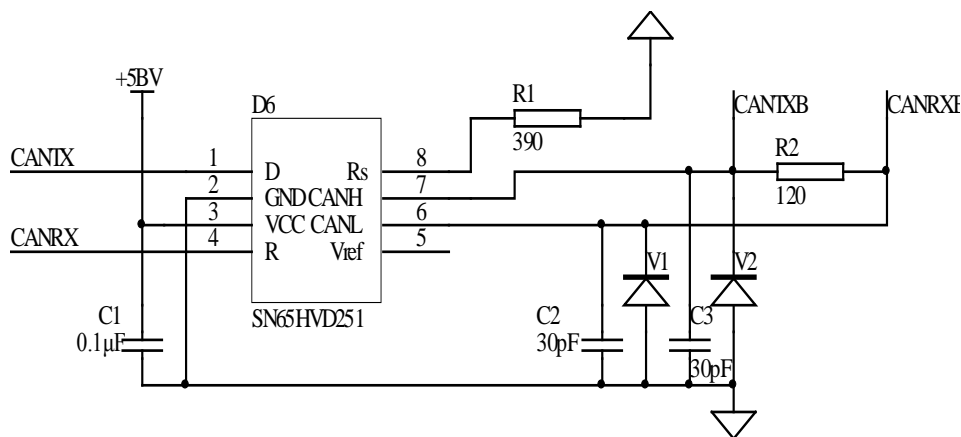 +5BV
D6
R1
390
CANTXB
CANRXB
CANTX
1
D
Rs
8
R2
120
2
GND
CANH
7
3
VCC
CANL
6
CANRX
4
R
Vref
5
SN65HVD251
V1
V2
C1
0.1µF
C2
30pF
C3
30pF